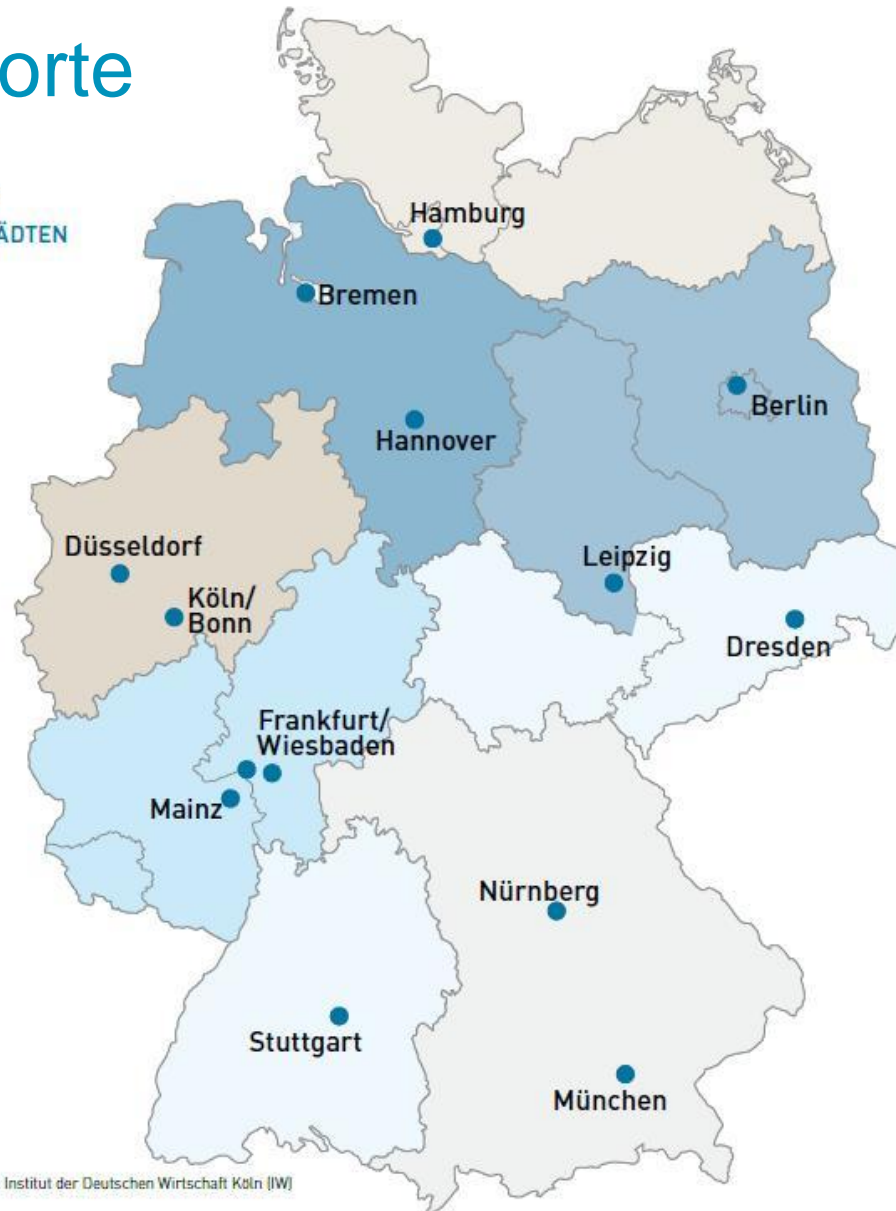 orte
ÄDTEN
Hamburg
Bremen
Berlin
Hannover
Düsseldorf
Leipzig
Köln/
Bonn
Dresden
Frankfurt/
Wiesbaden
Mainz
Nürnberg
Stuttgart
München
Institut der Deutschen Wirtschaft Köln (IW)